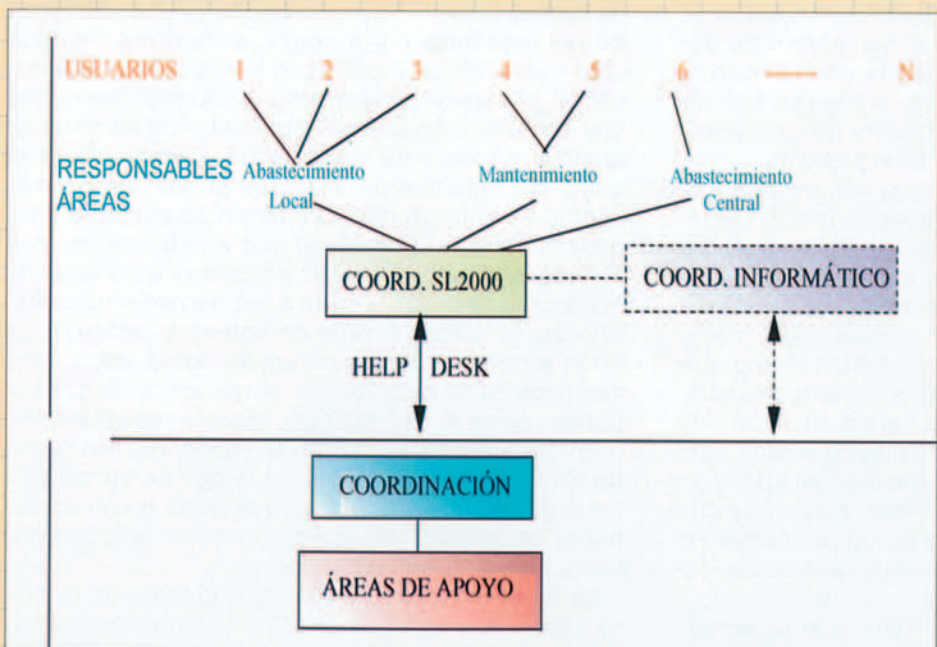 USUARIOS 1 2 3 4 5 6 N
RESPONSABLES
ÁREAS
Abastecimiento
Local
Mantenimiento
Abastecimiento
Central
COORD. SL2000
COORD. INFORMÁTICO
HELP DESK
COORDINACIÓN
ÁREAS DE APOYO